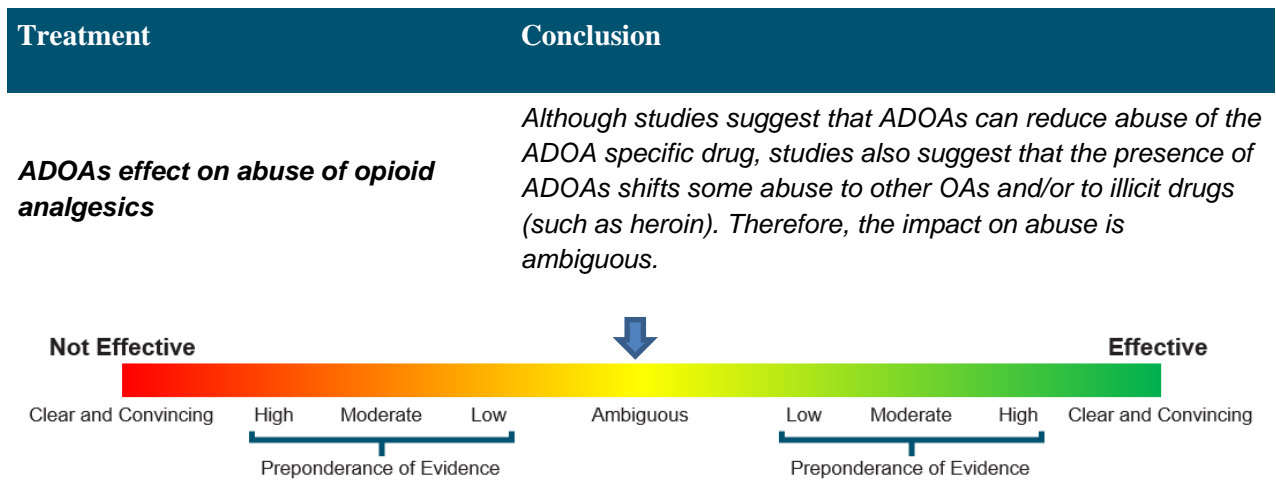 Treatment
Conclusion
ADOAs effect on abuse of opioid
analgesics
Although studies suggest that ADOAs can reduce abuse of the
ADOA specific drug, studies also suggest that the presence of
ADOAs shifts some abuse to other OAs and/or to illicit drugs
(such as heroin). Therefore, the impact on abuse is
ambiguous.
Not Effective
Effective
Clear and Convincing High Moderate Low Ambiguous Low Moderate High Clear and Convincing
Preponderance of Evidence
Preponderance of Evidence